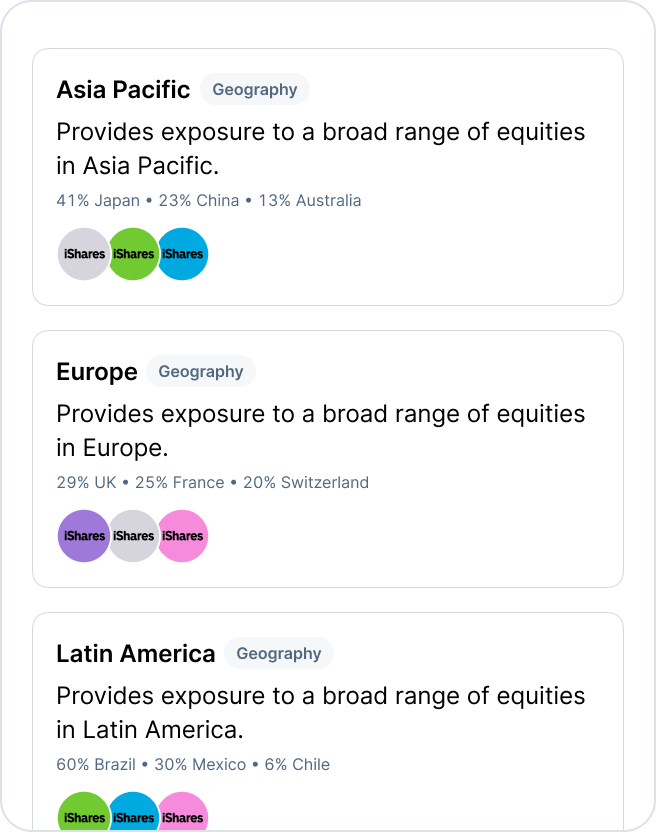 Asia Pacific Geography
Provides exposure to a broad range of equities
in Asia Pacific.
41% Japan • 23% China • 13% Australia
iShares iShares iShares
Europe Geography
Provides exposure to a broad range of equities
in Europe.
29% UK • 25% France • 20% Switzerland
iShares iShares iShares
Latin America Geography
Provides exposure to a broad range of equities
in Latin America.
60% Brazil • 30% Mexico • 6% Chile
iShares iShares iShares